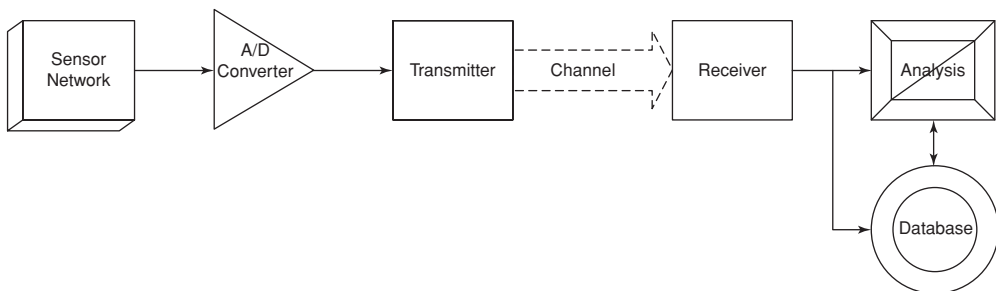 Sensor
Network
A/D
Converter
Transmitter
Channel
Receiver
Analysis
Database